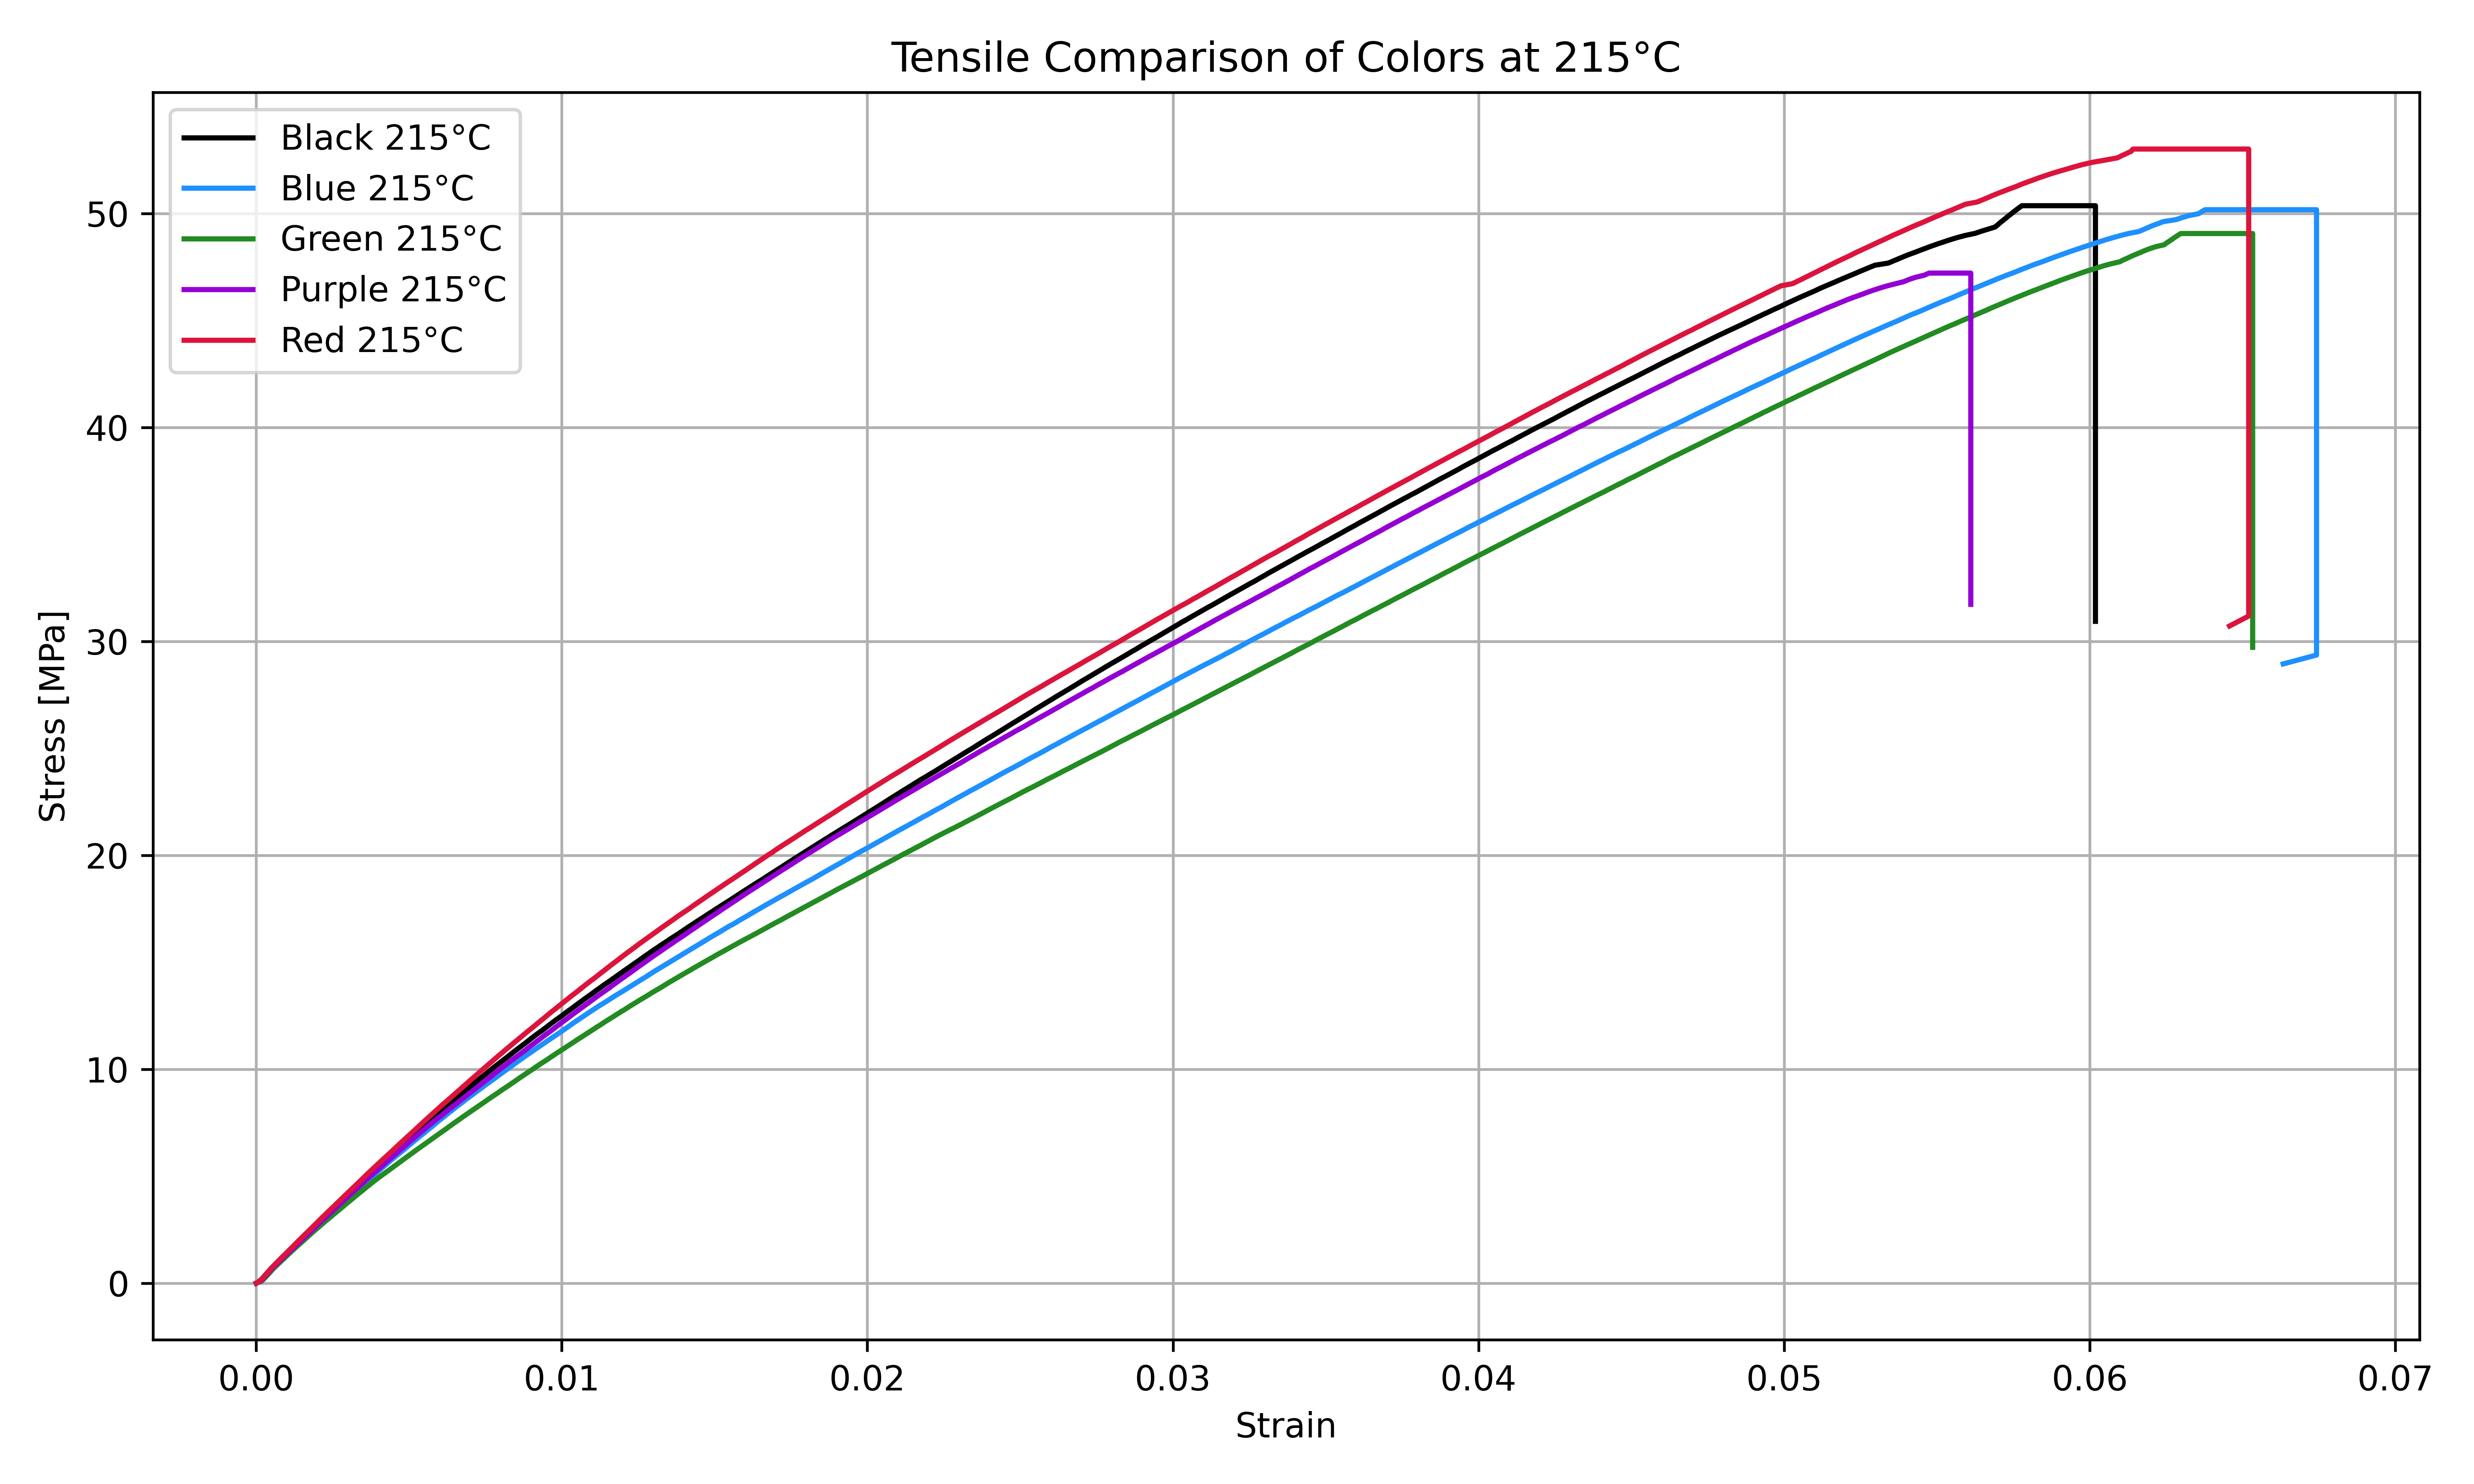 Tensile Comparison of Colors at 215°C
Black 215°C
Blue 215°C
Green 215°C
Purple 215°C
Red 215°C
Stress [MPa]
50
40
30
20
10
0
0.00 0.01 0.02 0.03 0.04 0.05 0.06 0.07
Strain